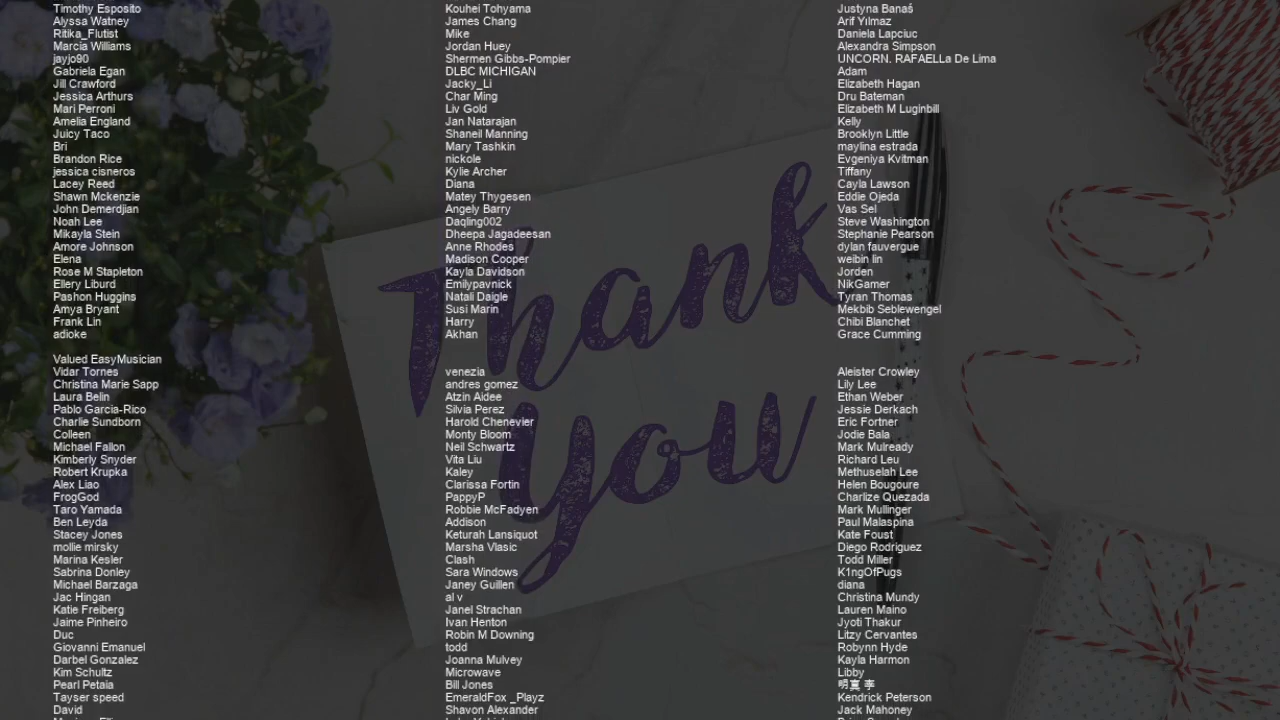 Timothy Esposito
Alyssa Watney
Ritika_Flutist
Marcia Williams
jayjo90
Gabriela Egan
Jill Crawford
Jessica Arthurs
Mari Perroni
Amelia England
Juicy Taco
Bri
Brandon Rice
jessica cisneros
Lacey Reed
Shawn Mckenzie
John Demerdjian
Noah Lee
Mikayla Stein
Amore Johnson
Elena
Rose M Stapleton
Ellery Liburd
Pashon Huggins
Amya Bryant
Frank Lin
adioke
Valued EasyMusician
Vidar Tornes
Christina Marie Sapp
Laura Belin
Pablo Garcia-Rico
Charlie Sundborn
Colleen
Michael Fallon
Kimberly Snyder
Robert Krupka
Alex Liao
FrogGod
Taro Yamada
Ben Leyda
Stacey Jones
mollie mirsky
Marina Kesler
Sabrina Donley
Michael Barzaga
Jac Hingan
Katie Freiberg
Jaime Pinheiro
Duc
Giovanni Emanuel
Darbel Gonzalez
Kim Schultz
Pearl Petaia
Tayser speed
David
Kouhei Tohyama
James Chang
Mike
Jordan Huey
Shermen Gibbs-Pompier
DLBC MICHIGAN
Jacky_Li
Char Ming
Liv Gold
Jan Natarajan
Shaneil Manning
Mary Tashkin
nickole
Kylie Archer
Diana
Matey Thygesen
Angely Barry
Daqling002
Dheepa Jagadeesan
Anne Rhodes
Madison Cooper
Kayla Davidson
Emilypavnick
Natali Daigle
Susi Marin
Harry
Akhan
venezia
andres gomez
Atzin Aidee
Silvia Perez
Harold Chenevier
Monty Bloom
Neil Schwartz
Vita Liu
Kaley
Clarissa Fortin
PappyP
Robbie McFadyen
Addison
Keturah Lansiquot
Marsha Vlasic
Clash
Sara Windows
Janey Guillen
al v
Janel Strachan
Ivan Henton
Robin M Downing
todd
Joanna Mulvey
Microwave
Bill Jones
EmeraldFox _Playz
Shavon Alexander
Justyna Banaś
Arif Yılmaz
Daniela Lapciuc
Alexandra Simpson
UNCORN. RAFAELLa De Lima
Adam
Elizabeth Hagan
Dru Bateman
Elizabeth M Luginbill
Kelly
Brooklyn Little
maylina estrada
Evgeniya Kvitman
Tiffany
Cayla Lawson
Eddie Ojeda
Vas Sel
Steve Washington
Stephanie Pearson
dylan fauvergue
weibin lin
Jorden
NikGamer
Tyran Thomas
Mekbib Seblewengel
Chibi Blanchet
Grace Cumming
Aleister Crowley
Lily Lee
Ethan Weber
Jessie Derkach
Eric Fortner
Jodie Bala
Mark Mulready
Richard Leu
Methuselah Lee
Helen Bougoure
Charlize Quezada
Mark Mullinger
Paul Malaspina
Kate Foust
Diego Rodriguez
Todd Miller
K1ngOfPugs
diana
Christina Mundy
Lauren Maino
Jyoti Thakur
Litzy Cervantes
Robynn Hyde
Kayla Harmon
Libby
明真 李
Kendrick Peterson
Jack Mahoney
Thank
you